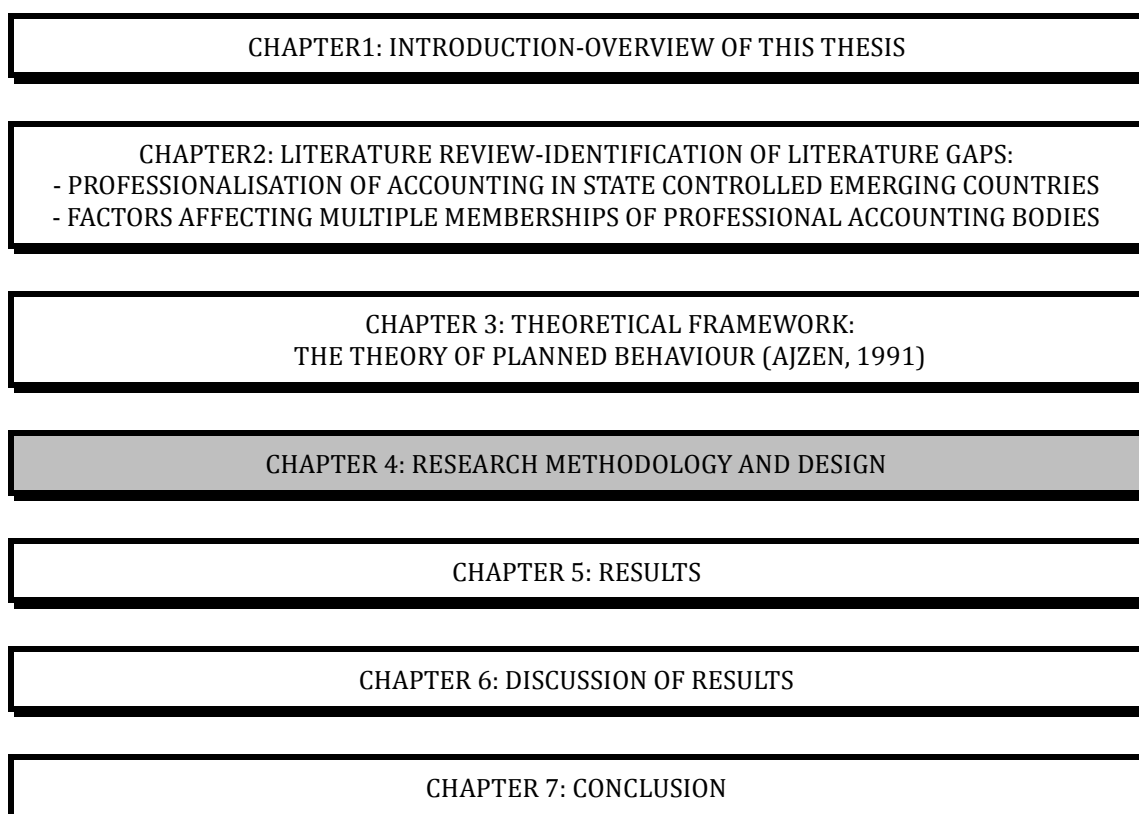 CHAPTER1: INTRODUCTION-OVERVIEW OF THIS THESIS
CHAPTER2: LITERATURE REVIEW-IDENTIFICATION OF LITERATURE GAPS:
- PROFESSIONALISATION OF ACCOUNTING IN STATE CONTROLLED EMERGING COUNTRIES
- FACTORS AFFECTING MULTIPLE MEMBERSHIPS OF PROFESSIONAL ACCOUNTING BODIES
CHAPTER 3: THEORETICAL FRAMEWORK:
THE THEORY OF PLANNED BEHAVIOUR (AJZEN, 1991)
CHAPTER 4: RESEARCH METHODOLOGY AND DESIGN
CHAPTER 5: RESULTS
CHAPTER 6: DISCUSSION OF RESULTS
CHAPTER 7: CONCLUSION